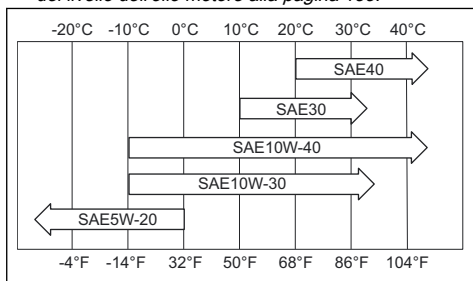 del livello dell'olio motore alla pagina
-20°C -10°C 0°C 10°C 20°C 30°C 40°C
SAE40
SAE30
SAE10W-40
SAE10W-30
SAE5W-20
-4°F -14°F 32°F 50°F 68°F 86°F 104°F